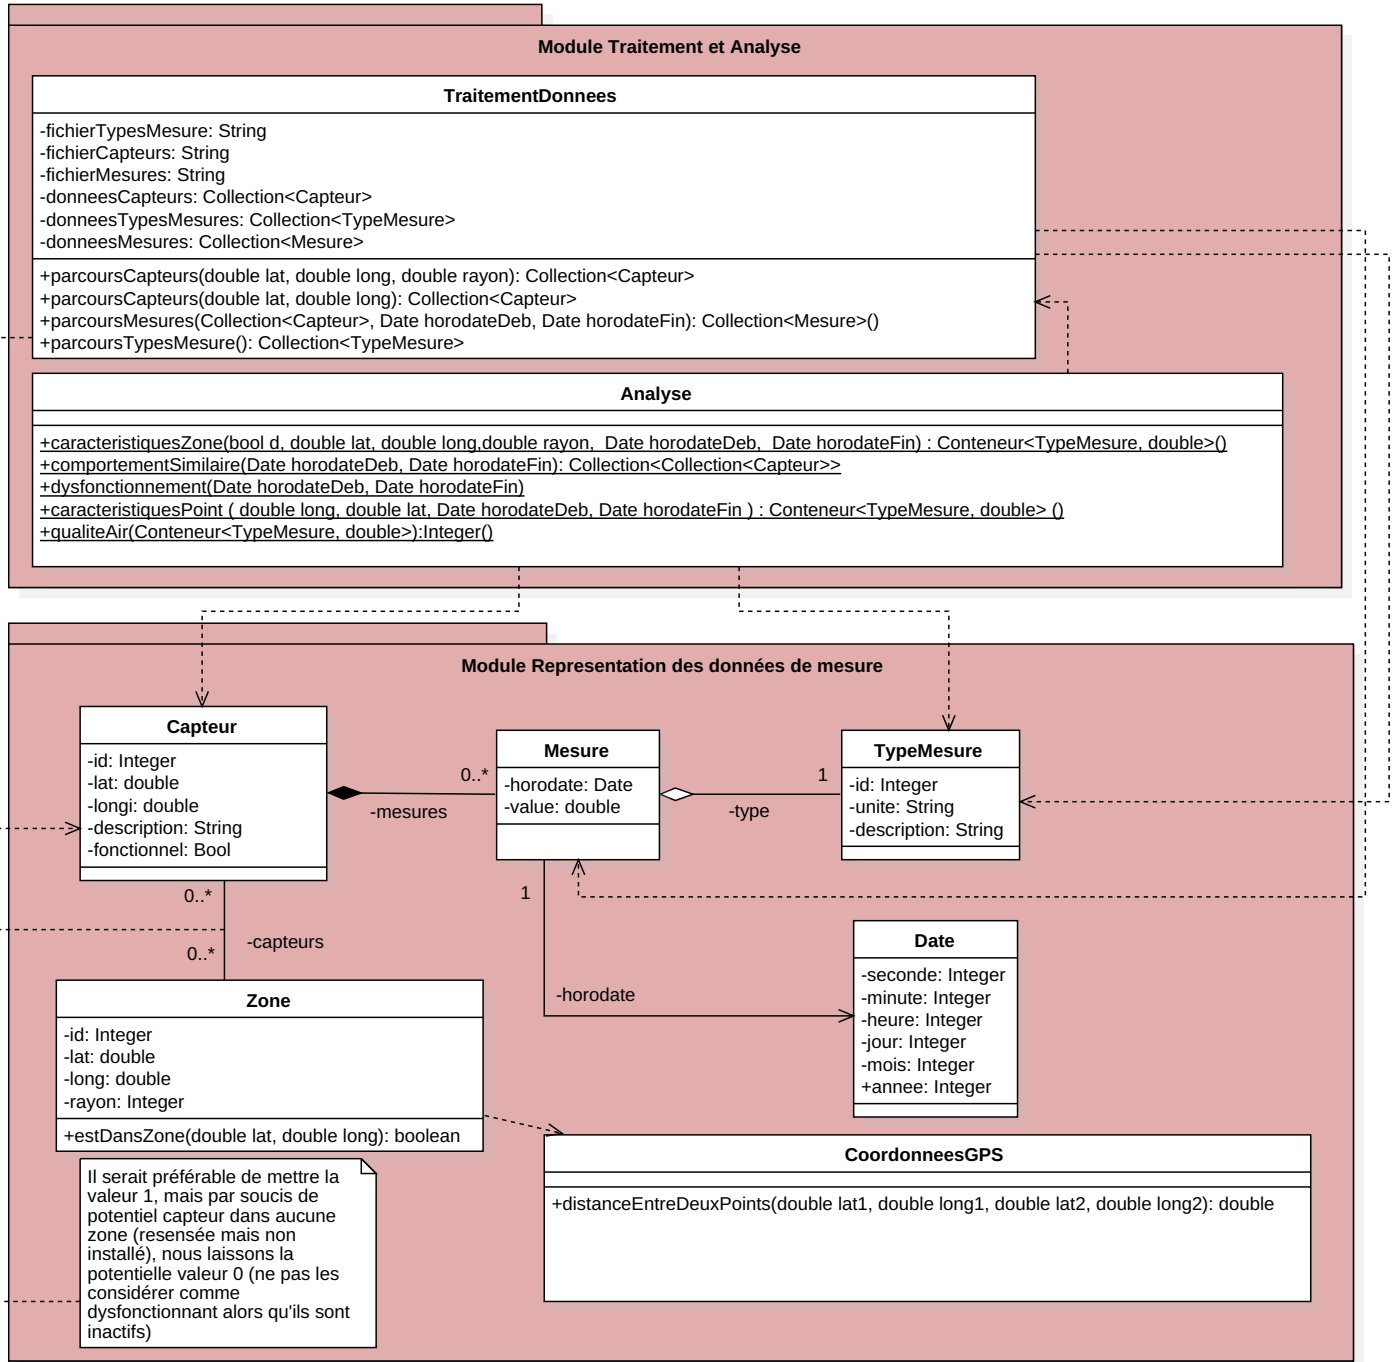 Module Traitement et Analyse
TraitementDonnees
-fichierTypesMesure: String
-fichierCapteurs: String
-fichierMesures: String
-donneesCapteurs: Collection<Capteur>
-donneesTypesMesures: Collection<TypeMesure>
-donneesMesures: Collection<Mesure>
+parcoursCapteurs(double lat, double long, double rayon): Collection<Capteur>
+parcoursCapteurs(double lat, double long): Collection<Capteur>
+parcoursMesures(Collection<Capteur>, Date horodateDeb, Date horodateFin): Collection<Mesure>()
+parcoursTypesMesure(): Collection<TypeMesure>
Analyse
+caracteristiquesZone(bool d, double lat, double long,double rayon,  Date horodateDeb,  Date horodateFin) : Conteneur<TypeMesure, double>()
+comportementSimilaire(Date horodateDeb, Date horodateFin): Collection<Collection<Capteur>>
+dysfonctionnement(Date horodateDeb, Date horodateFin)
+caracteristiquesPoint ( double long, double lat, Date horodateDeb, Date horodateFin ) : Conteneur<TypeMesure, double> ()
+qualiteAir(Conteneur<TypeMesure, double>):Integer()
Module Representation des données de mesure
Capteur
-id: Integer
-lat: double
-longi: double
-description: String
-fonctionnel: Bool
0..*
-mesures
Mesure
-horodate: Date
-value: double
1
-type
TypeMesure
-id: Integer
-unite: String
-description: String
0..*
-capteurs
0..*
1
-horodate
Date
-seconde: Integer
-minute: Integer
-heure: Integer
-jour: Integer
-mois: Integer
+annee: Integer
Zone
-id: Integer
-lat: double
-long: double
-rayon: Integer
+estDansZone(double lat, double long): boolean
CoordonneesGPS
+distanceEntreDeuxPoints(double lat1, double long1, double lat2, double long2): double
Il serait préférable de mettre la
valeur 1, mais par soucis de
potentiel capteur dans aucune
zone (resensée mais non
installé), nous laissons la
potentielle valeur 0 (ne pas les
considérer comme
dysfonctionnant alors qu'ils sont
inactifs)